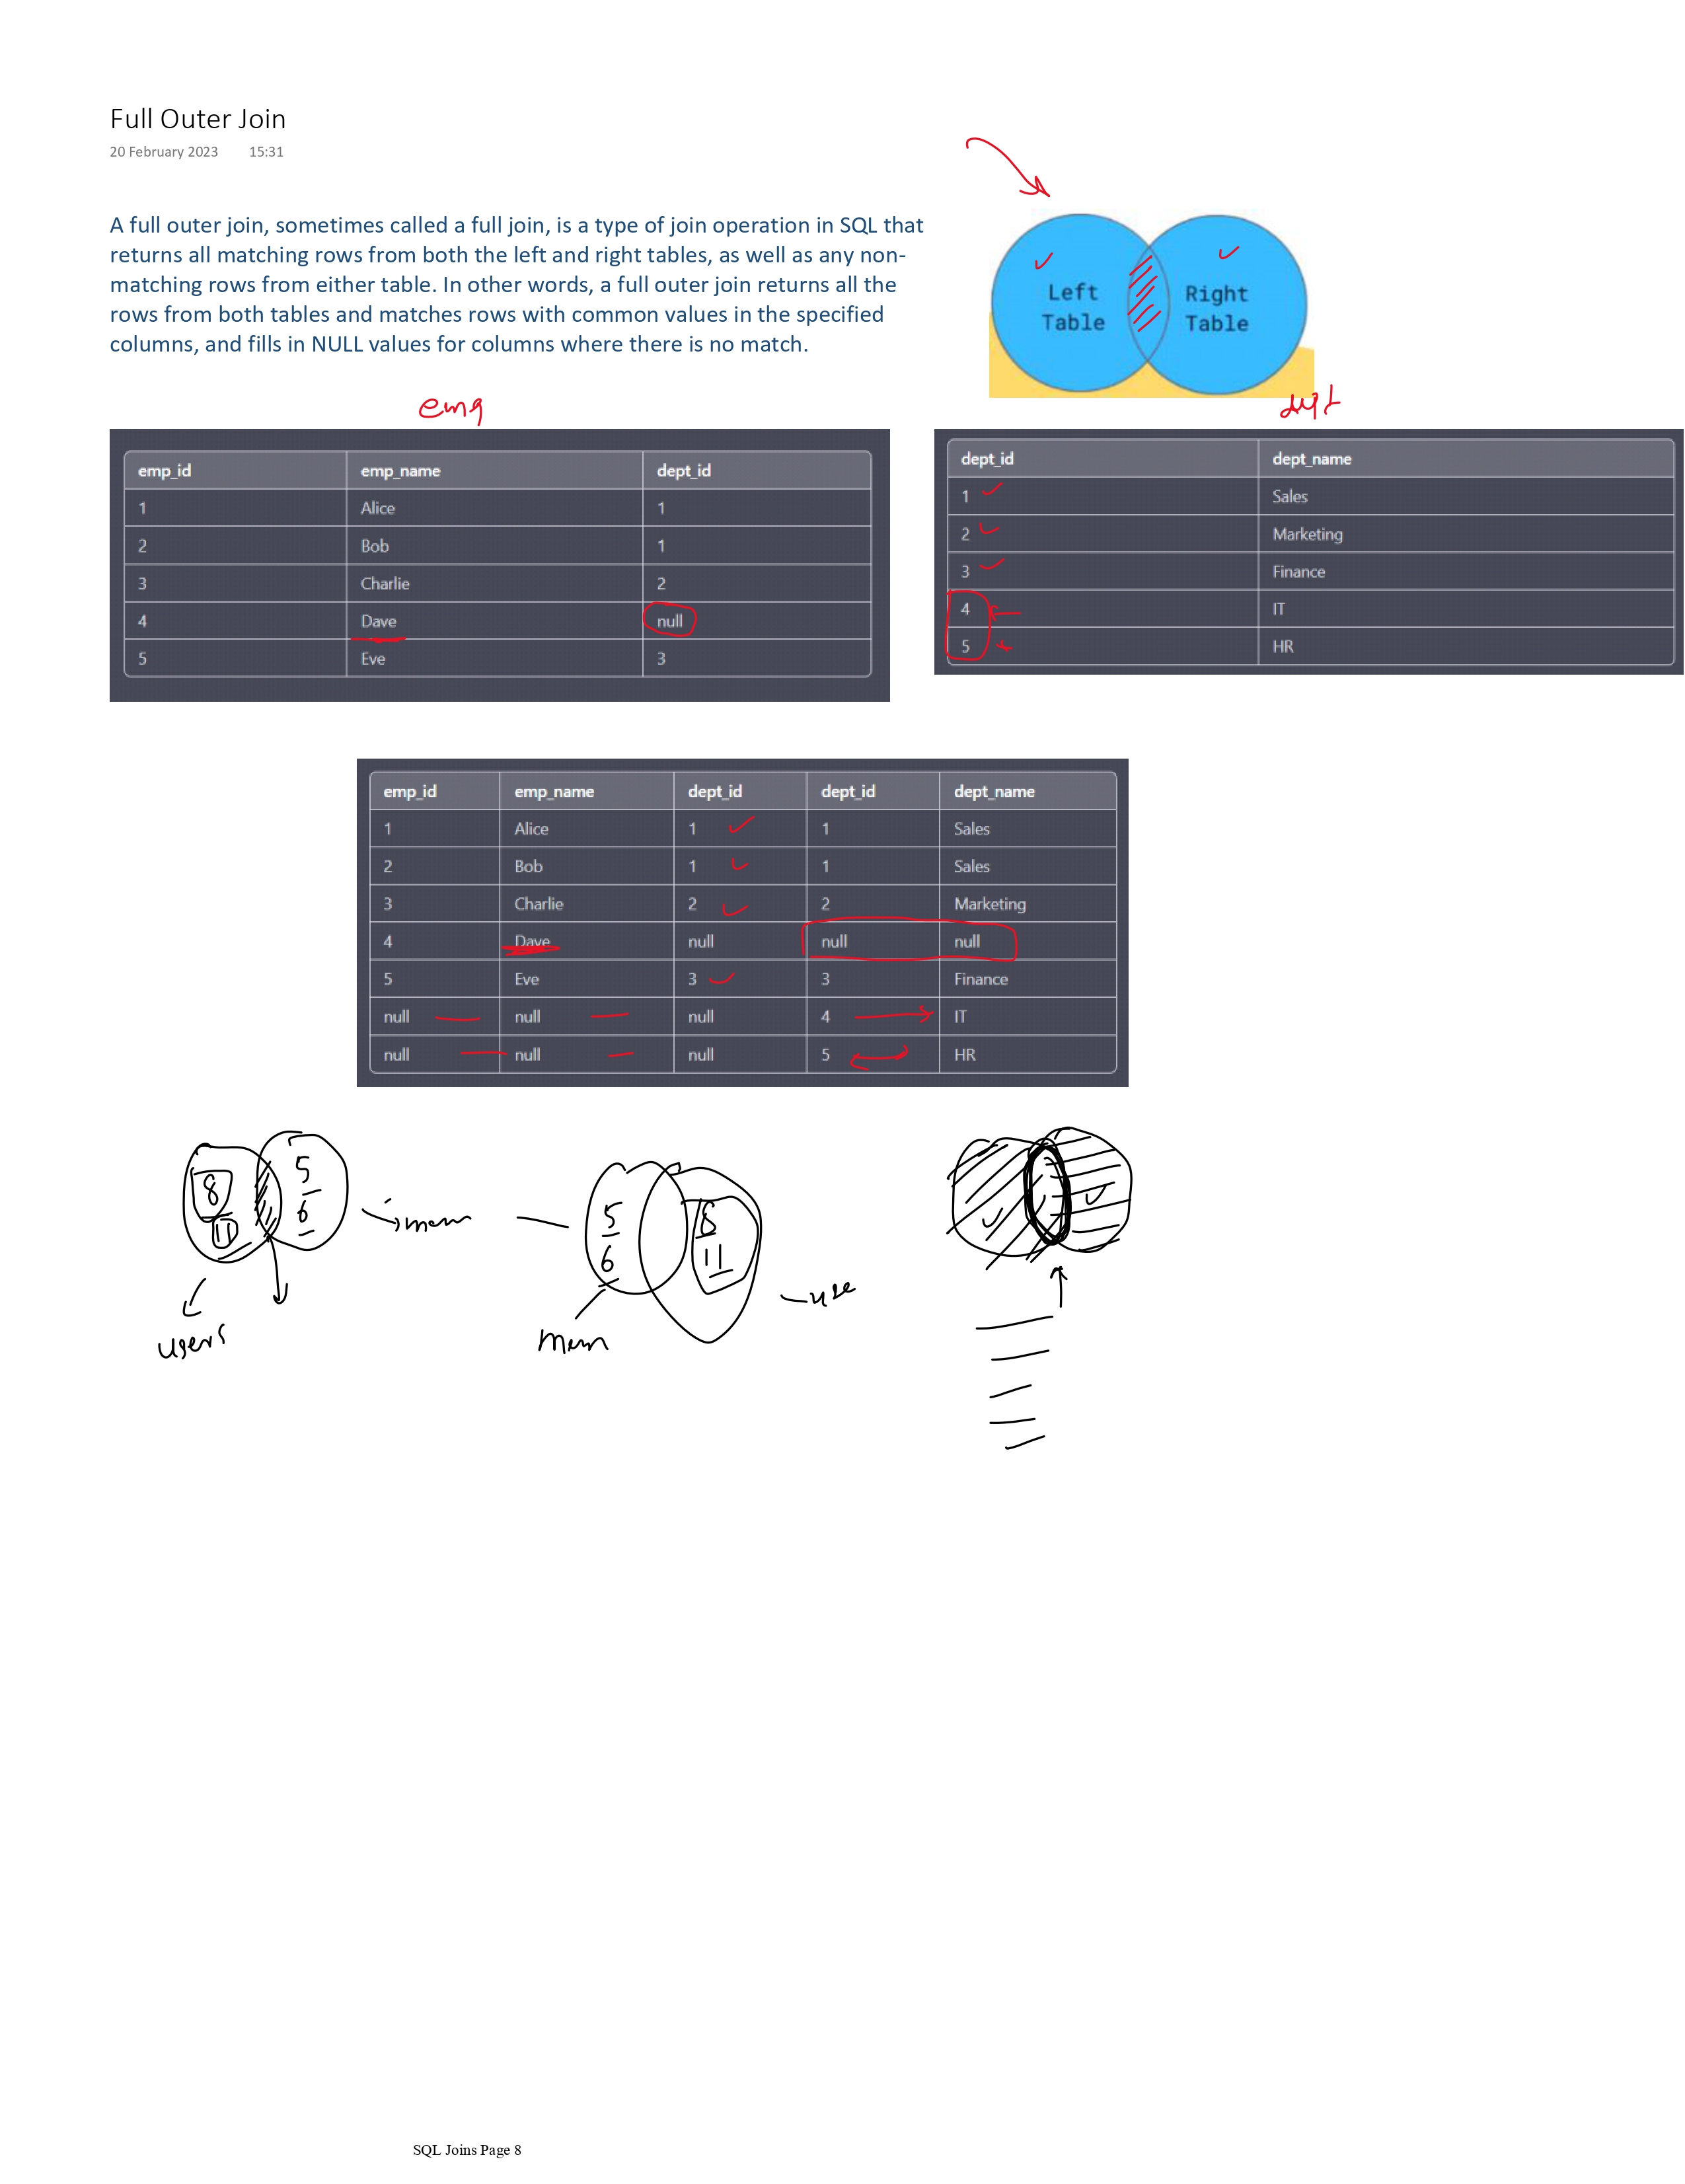 Full Outer Join
20 February 2023 15:31
A full outer join, sometimes called a full join, is a type of join operation in SQL that
returns all matching rows from both the left and right tables, as well as any non-
matching rows from either table. In other words, a full outer join returns all the
rows from both tables and matches rows with common values in the specified
columns, and fills in NULL values for columns where there is no match.
Left Right
Table Table
emp_id emp_name dept_id
1 Alice 1
2 Bob 1
3 Charlie 2
4 Dave null
5 Eve 3
dept_id dept_name
1 Sales
2 Marketing
3 Finance
4 IT
5 HR
emp_id emp_name dept_id dept_id dept_name
1 Alice 1 1 Sales
2 Bob 1 1 Sales
3 Charlie 2 2 Marketing
4 Dave null null null
5 Eve 3 3 Finance
null null null 4 IT
null null null 5 HR
8 5
11 6
mem
users
5 8
6 11
mem
use
SQL Joins Page 8